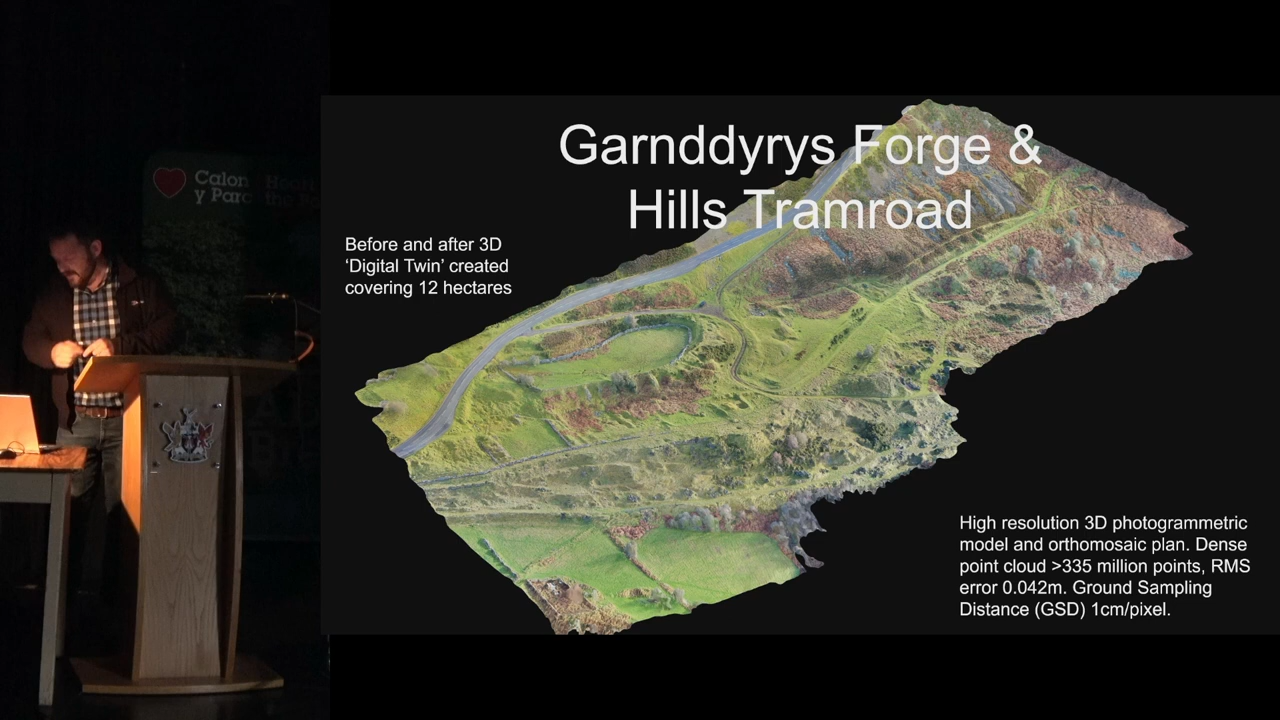 Calon
y Parc
Heart
Garnddyrys Forge &
Hills Tramroad
Before and after 3D
‘Digital Twin’ created
covering 12 hectares
High resolution 3D photogrammetric
model and orthomosaic plan. Dense
point cloud >335 million points, RMS
error 0.042m. Ground Sampling
Distance (GSD) 1cm/pixel.